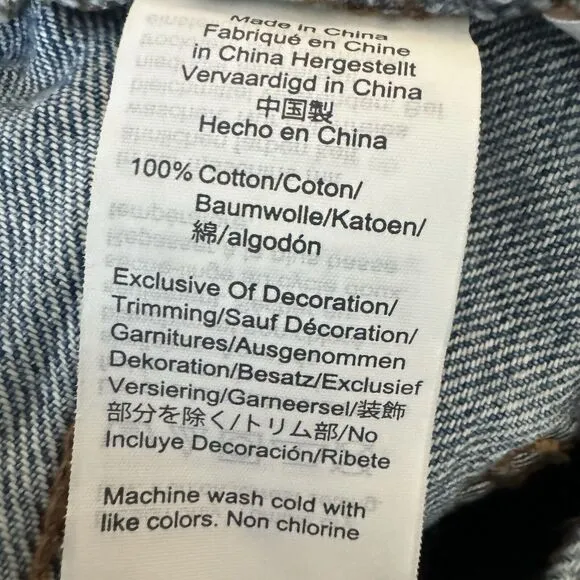 Made in China
Fabriqué en Chine
in China Hergestellt
Vervaardigd in China
中国製
Hecho en China
100% Cotton/Coton/
Baumwolle/Katoen/
綿/algodón
Exclusive Of Decoration/
Trimming/Sauf Décoration/
Garnitures/Ausgenommen
Dekoration/Besatz/Exclusief
Versiering/Garneersel/装飾
部分を除く/トリム部/No
Incluye Decoración/Ribete
Machine wash cold with
like colors. Non chlorine